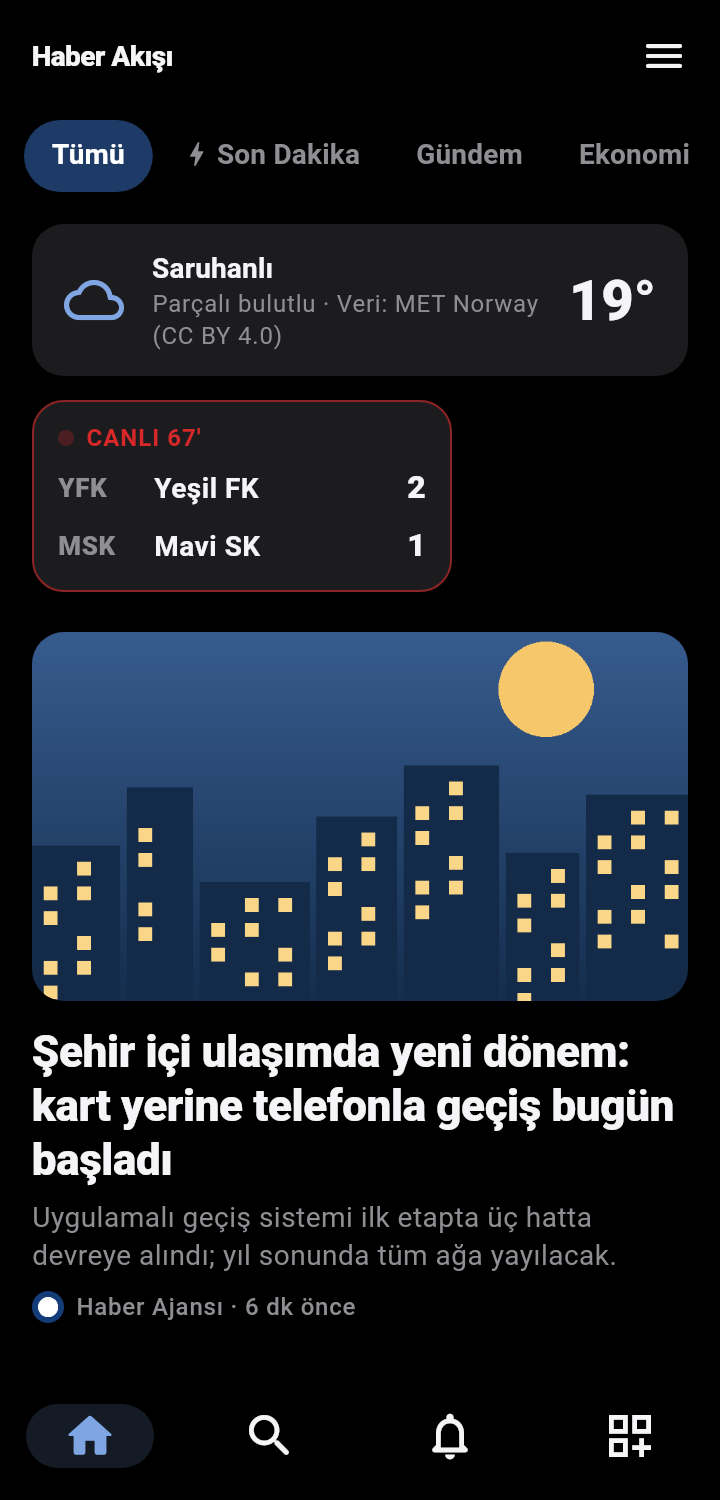 Haber Akışı
Tümü Son Dakika Gündem Ekonomi
Saruhanlı
Parçalı bulutlu · Veri: MET Norway
(CC BY 4.0)
19°
CANLI 67'
YFK Yeşil FK 2
MSK Mavi SK 1
Şehir içi ulaşımda yeni dönem:
kart yerine telefonla geçiş bugün
başladı
Uygulamalı geçiş sistemi ilk etapta üç hatta
devreye alındı; yıl sonunda tüm ağa yayılacak.
Haber Ajansı · 6 dk önce